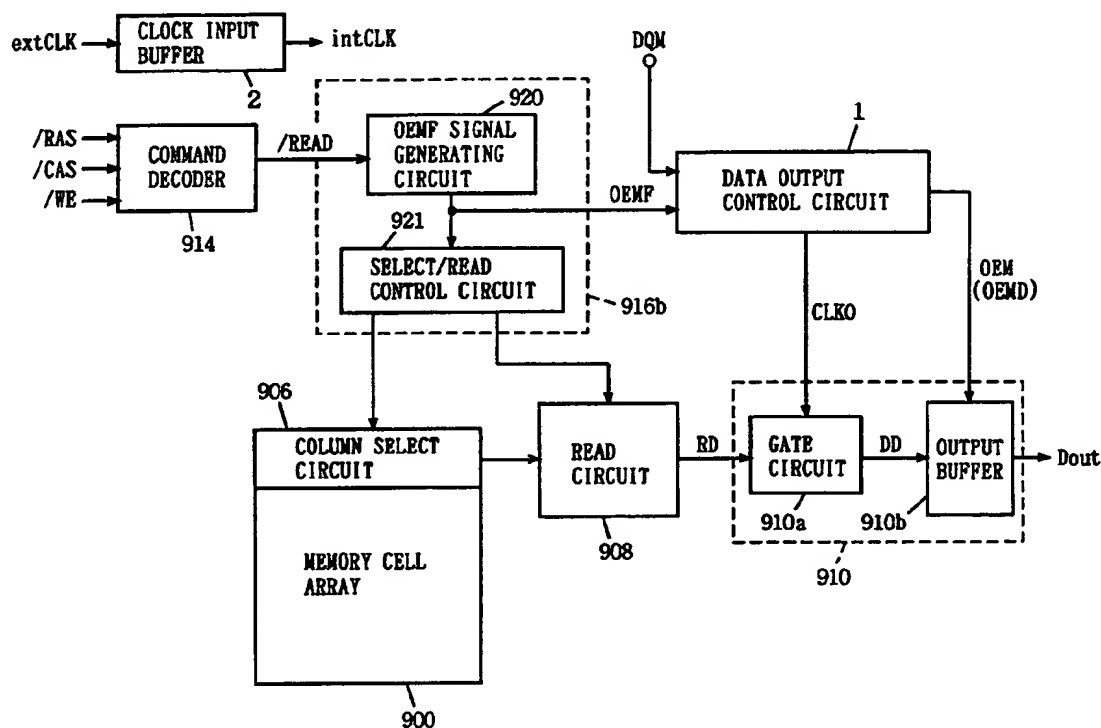 extCLK
CLOCK INPUT
BUFFER
intCLK
2
DQM
/RAS
/CAS
/WE
COMMAND
DECODER
914
/READ
920
OEMF SIGNAL
GENERATING
CIRCUIT
OEMF
1
DATA OUTPUT
CONTROL CIRCUIT
921
SELECT/READ
CONTROL CIRCUIT
916b
CLKO
OEM
(OEMD)
906
COLUMN SELECT
CIRCUIT
MEMORY CELL
ARRAY
900
READ
CIRCUIT
908
RD
GATE
CIRCUIT
910a
DD
OUTPUT
BUFFER
910b
Dout
910